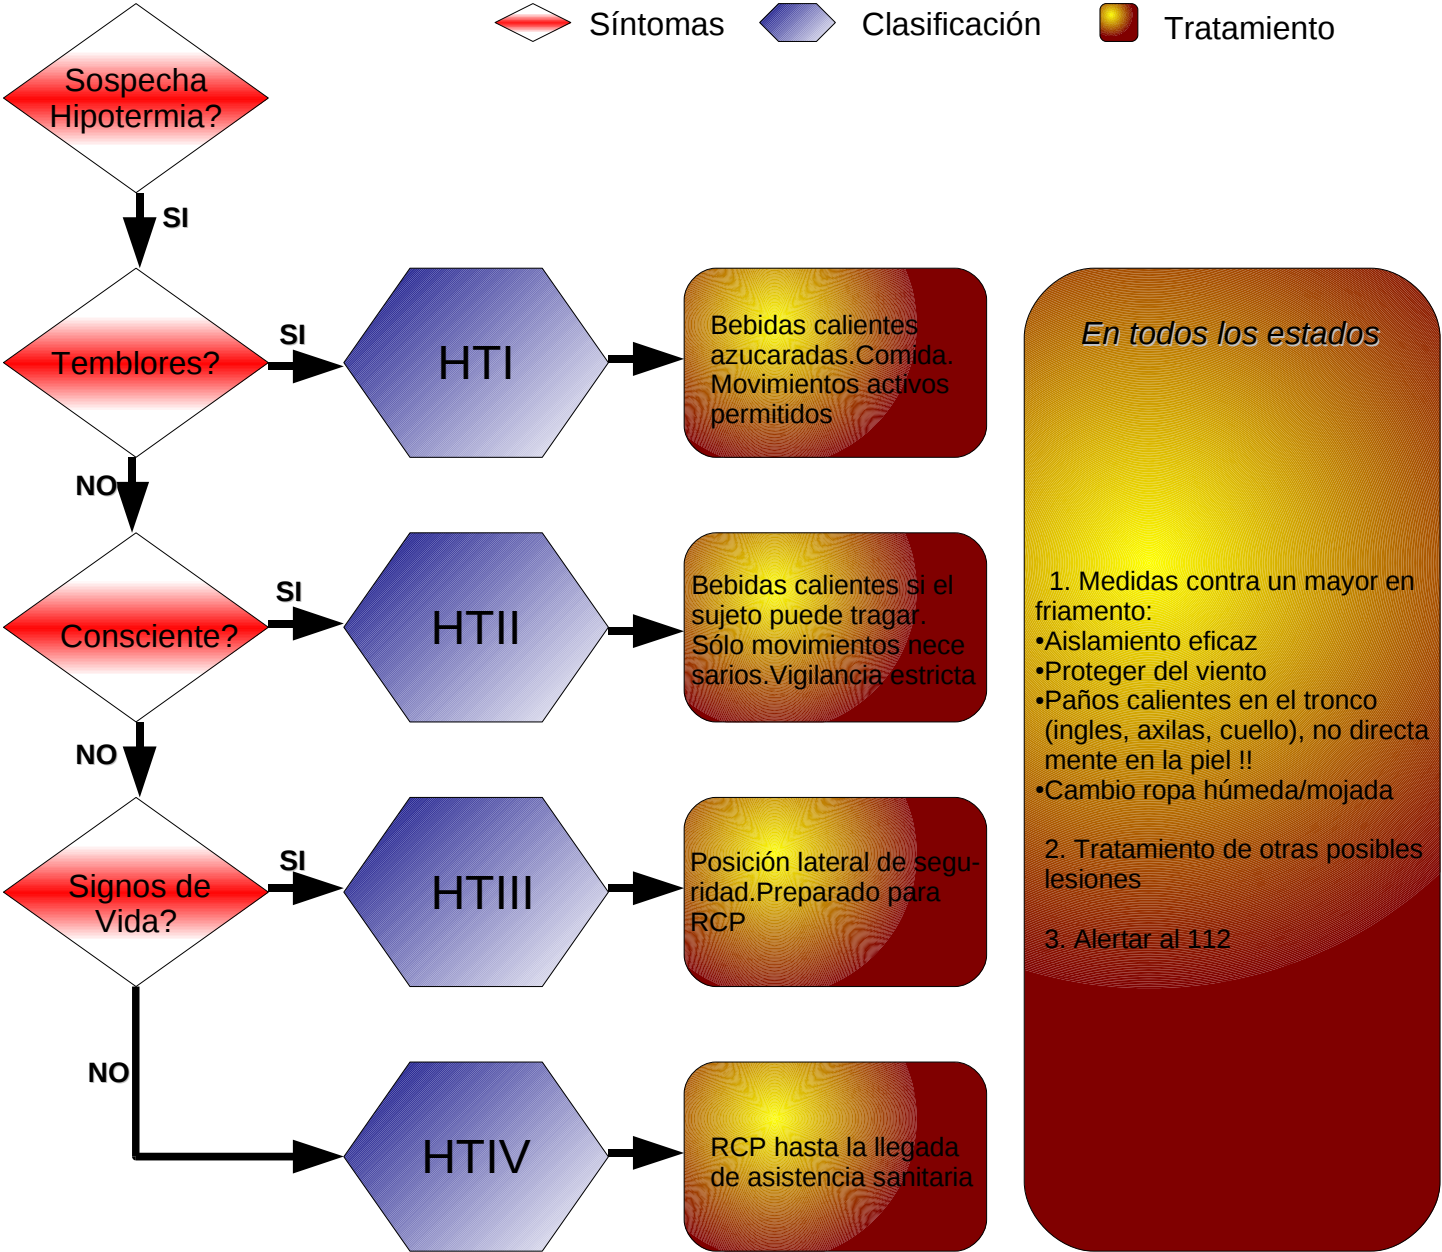 Síntomas
Clasificación
Tratamiento
Sospecha
Hipotermia?
SI
Temblores?
SI
HTI
Bebidas calientes
azucaradas.Comida.
Movimientos activos
permitidos
NO
Consciente?
SI
HTII
Bebidas calientes si el
sujeto puede tragar.
Sólo movimientos nece
sarios.Vigilancia estricta
NO
Signos de
Vida?
SI
HTIII
Posición lateral de segu-
ridad.Preparado para
RCP
NO
HTIV
RCP hasta la llegada
de asistencia sanitaria
En todos los estados
1. Medidas contra un mayor en
friamento:
•Aislamiento eficaz
•Proteger del viento
•Paños calientes en el tronco
(ingles, axilas, cuello), no directa
mente en la piel !!
•Cambio ropa húmeda/mojada
2. Tratamiento de otras posibles
lesiones
3. Alertar al 112